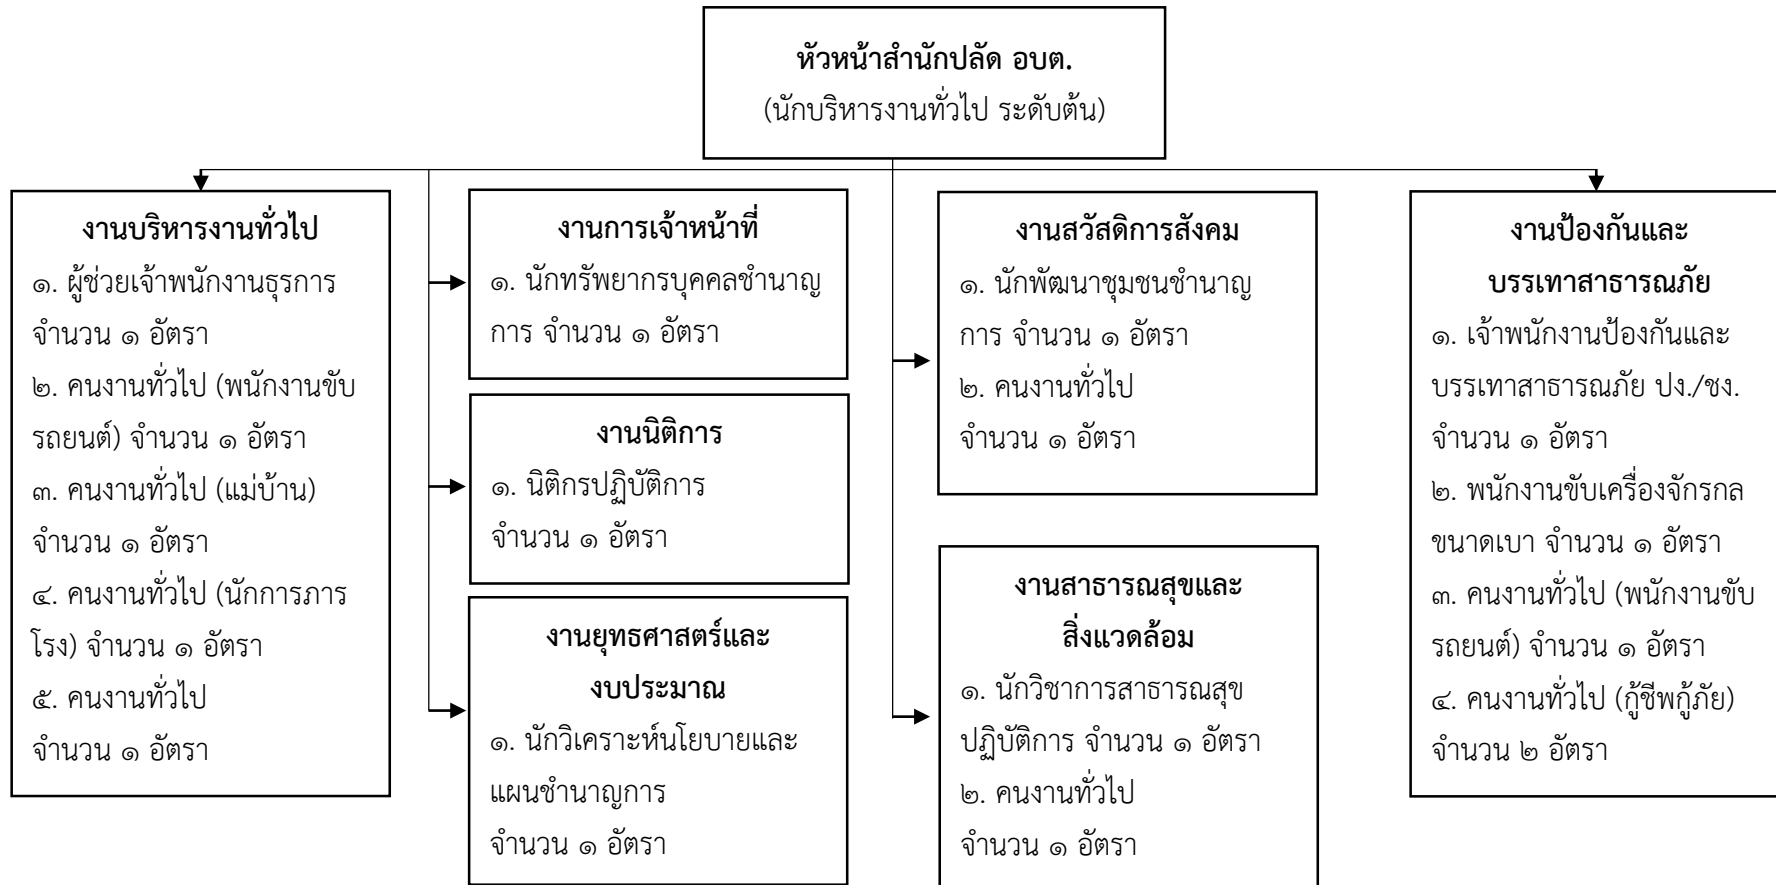 หัวหน้าสำนักปลัด อบต.
(นักบริหารงานทั่วไป ระดับต้น)
งานบริหารงานทั่วไป
๑. ผู้ช่วยเจ้าพนักงานธุรการ
จำนวน ๑ อัตรา
๒. คนงานทั่วไป (พนักงานขับ
รถยนต์) จำนวน ๑ อัตรา
๓. คนงานทั่วไป (แม่บ้าน)
จำนวน ๑ อัตรา
๔. คนงานทั่วไป (นักการภาร
โรง) จำนวน ๑ อัตรา
๕. คนงานทั่วไป
จำนวน ๑ อัตรา
งานการเจ้าหน้าที่
๑. นักทรัพยากรบุคคลชำนาญ
การ จำนวน ๑ อัตรา
งานนิติการ
๑. นิติกรปฏิบัติการ
จำนวน ๑ อัตรา
งานยุทธศาสตร์และ
งบประมาณ
๑. นักวิเคราะห์นโยบายและ
แผนชำนาญการ
จำนวน ๑ อัตรา
งานสวัสดิการสังคม
๑. นักพัฒนาชุมชนชำนาญ
การ จำนวน ๑ อัตรา
๒. คนงานทั่วไป
จำนวน ๑ อัตรา
งานสาธารณสุขและ
สิ่งแวดล้อม
๑. นักวิชาการสาธารณสุข
ปฏิบัติการ จำนวน ๑ อัตรา
๒. คนงานทั่วไป
จำนวน ๑ อัตรา
งานป้องกันและ
บรรเทาสาธารณภัย
๑. เจ้าพนักงานป้องกันและ
บรรเทาสาธารณภัย ปง./ชง.
จำนวน ๑ อัตรา
๒. พนักงานขับเครื่องจักรกล
ขนาดเบา จำนวน ๑ อัตรา
๓. คนงานทั่วไป (พนักงานขับ
รถยนต์) จำนวน ๑ อัตรา
๔. คนงานทั่วไป (กู้ชีพกู้ภัย)
จำนวน ๒ อัตรา